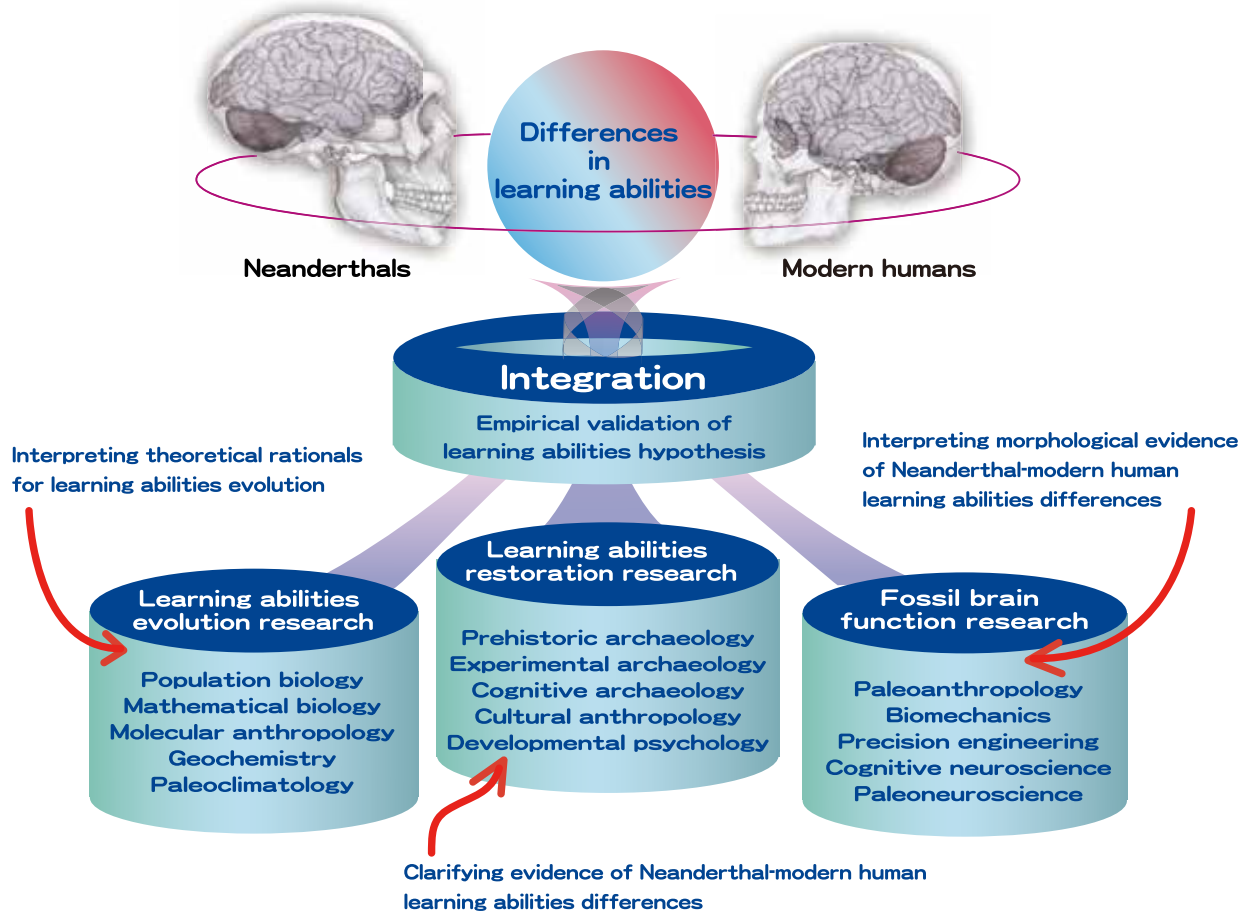 Differences
in
learning abilities
Neanderthals
Modern humans
Integration
Empirical validation of
learning abilities hypothesis
Interpreting theoretical rationals
for learning abilities evolution
Interpreting morphological evidence
of Neanderthal-modern human
learning abilities differences
Learning abilities
evolution research
Population biology
Mathematical biology
Molecular anthropology
Geochemistry
Paleoclimatology
Learning abilities
restoration research
Prehistoric archaeology
Experimental archaeology
Cognitive archaeology
Cultural anthropology
Developmental psychology
Fossil brain
function research
Paleoanthropology
Biomechanics
Precision engineering
Cognitive neuroscience
Paleoneuroscience
Clarifying evidence of Neanderthal-modern human
learning abilities differences